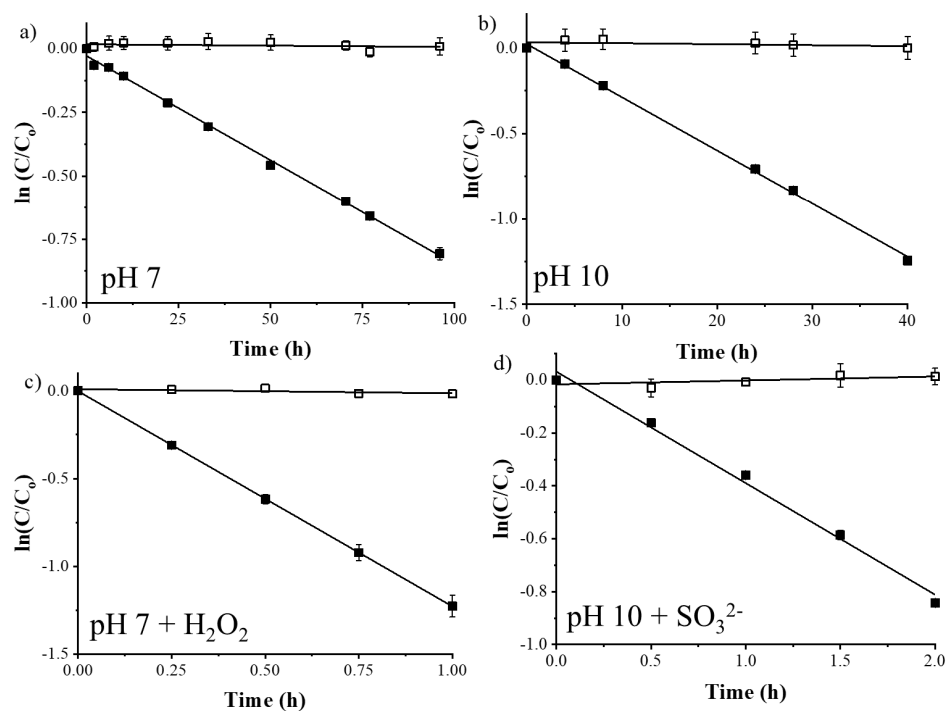 a)
ln (C/Cₒ)
0.00
-0.25
-0.50
-0.75
-1.00
pH 7
0 25 50 75 100
Time (h)
b)
ln(C/Cₒ)
0.0
-0.5
-1.0
-1.5
pH 10
0 10 20 30 40
Time (h)
c)
ln(C/Cₒ)
0.0
-0.5
-1.0
-1.5
pH 7 + H₂O₂
0.00 0.25 0.50 0.75 1.00
Time (h)
d)
ln(C/Cₒ)
0.0
-0.2
-0.4
-0.6
-0.8
-1.0
pH 10 + SO₃²⁻
0.0 0.5 1.0 1.5 2.0
Time (h)